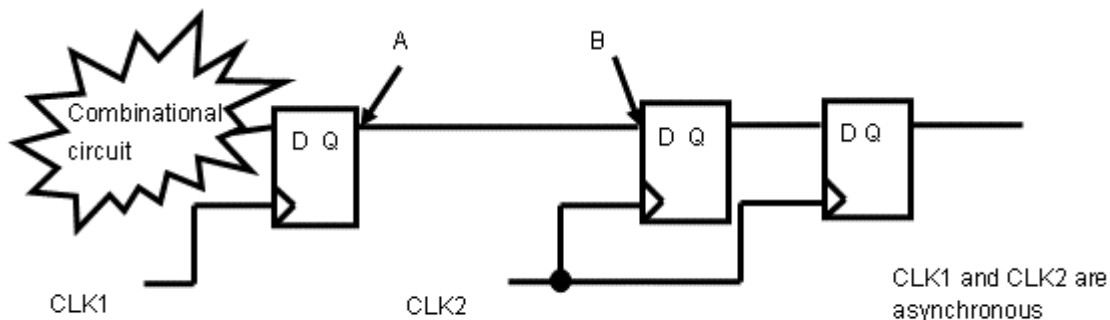 A
B
Combinational
circuit
D Q
D Q
D Q
CLK1
CLK2
CLK1 and CLK2 are
asynchronous